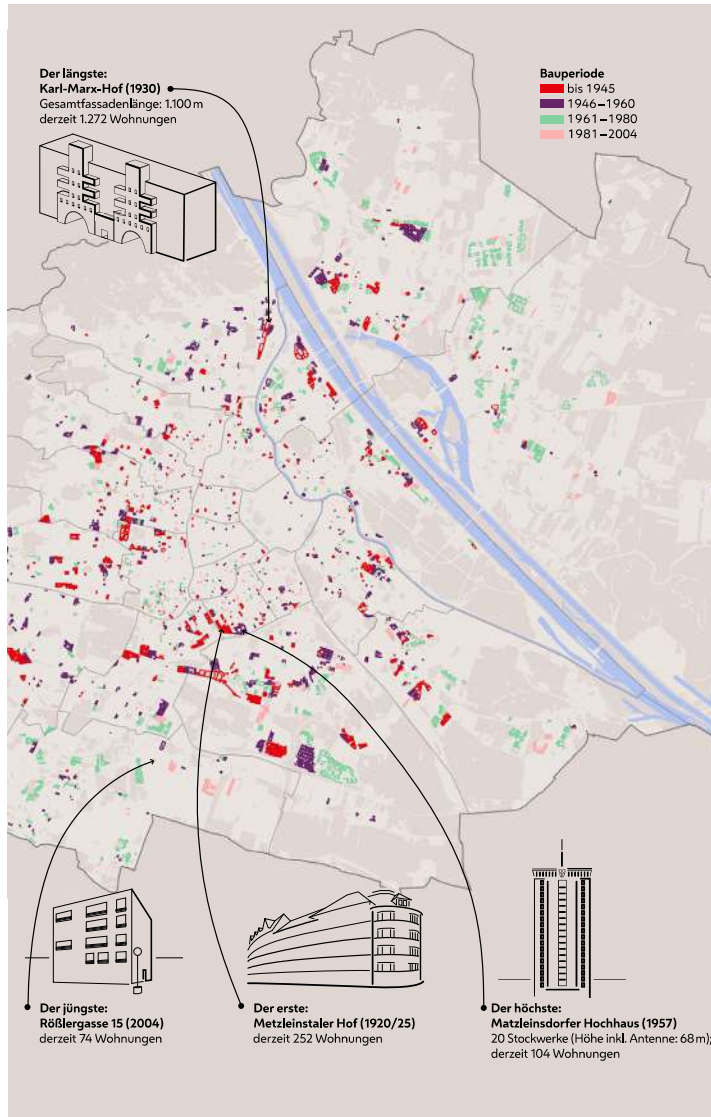 Der längste:
Karl-Marx-Hof (1930)
Gesamtfassadenlänge: 1.100 m
derzeit 1.272 Wohnungen
Bauperiode
bis 1945
1946–1960
1961–1980
1981–2004
Der jüngste:
Rößlergasse 15 (2004)
derzeit 74 Wohnungen
Der erste:
Metzleinstaler Hof (1920/25)
derzeit 252 Wohnungen
Der höchste:
Matzleinsdorfer Hochhaus (1957)
20 Stockwerke (Höhe inkl. Antenne: 68 m);
derzeit 104 Wohnungen